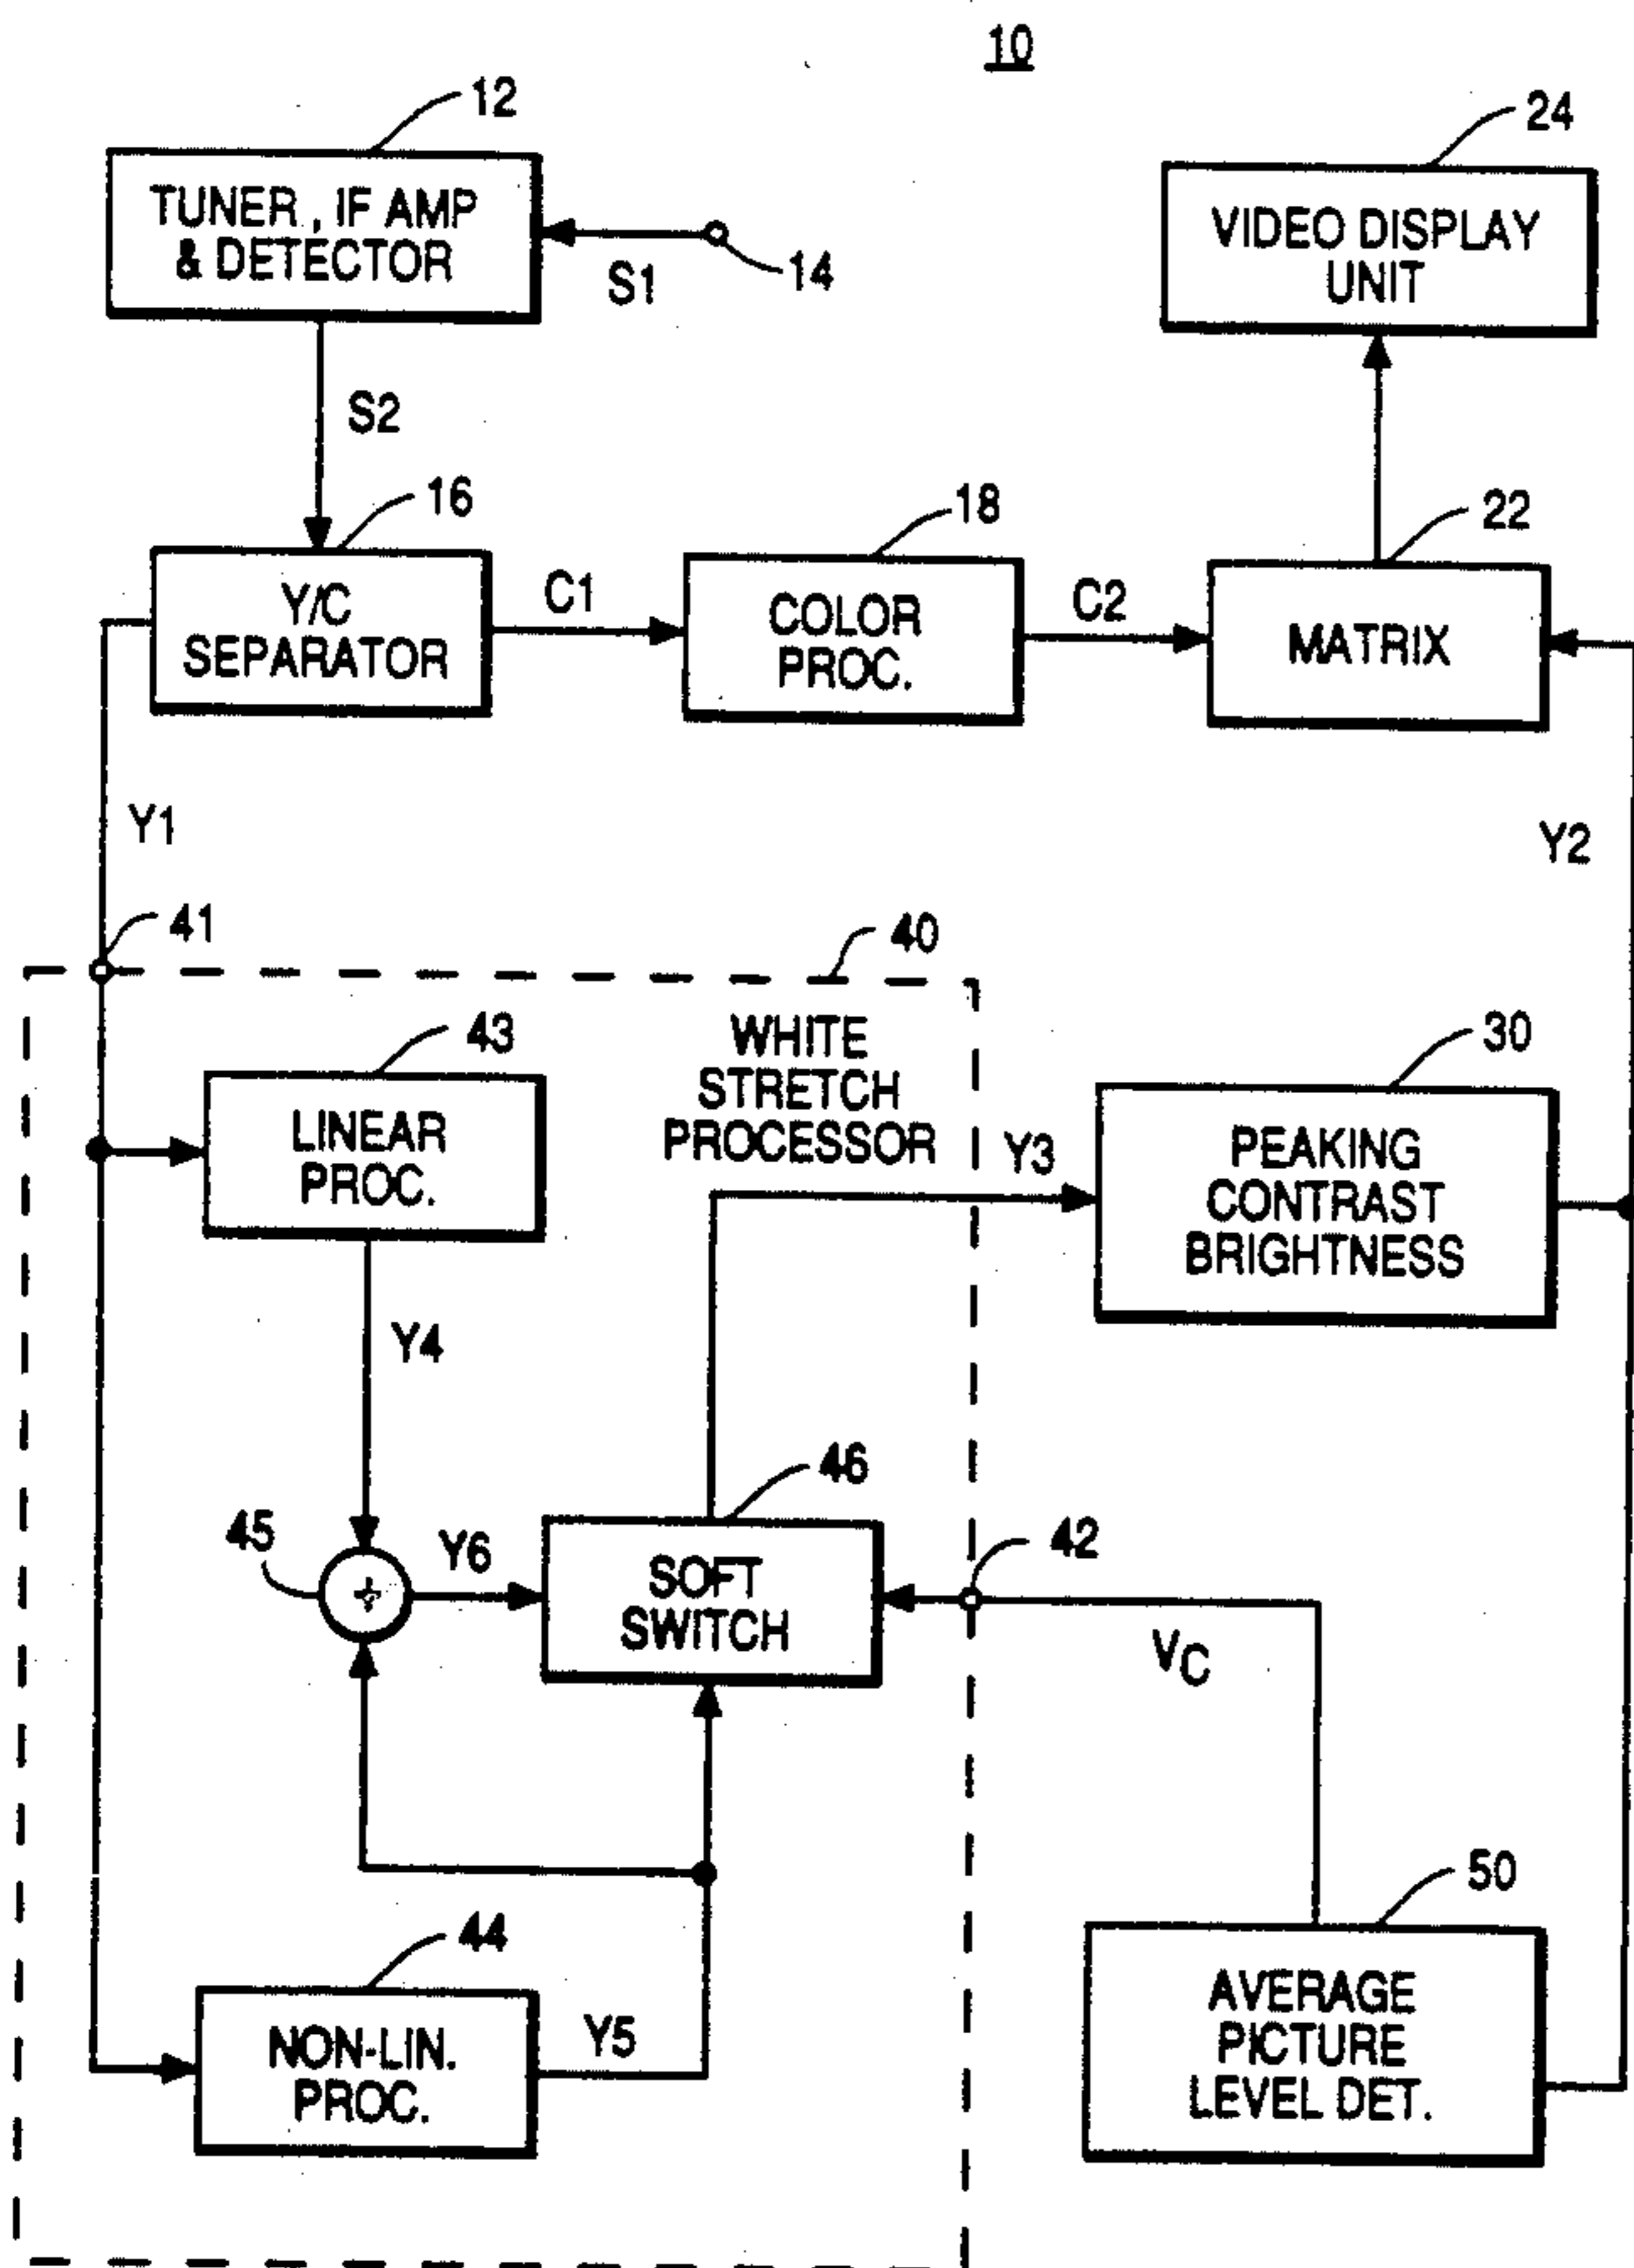 10
12
TUNER, IF AMP
& DETECTOR
S1
14
24
VIDEO DISPLAY
UNIT
S2
16
Y/C
SEPARATOR
C1
18
COLOR
PROC.
C2
22
MATRIX
Y1
Y2
41
40
WHITE
STRETCH
PROCESSOR
43
LINEAR
PROC.
Y3
30
PEAKING
CONTRAST
BRIGHTNESS
Y4
45
+
Y6
46
SOFT
SWITCH
42
VC
44
NON-LIN.
PROC.
Y5
50
AVERAGE
PICTURE
LEVEL DET.